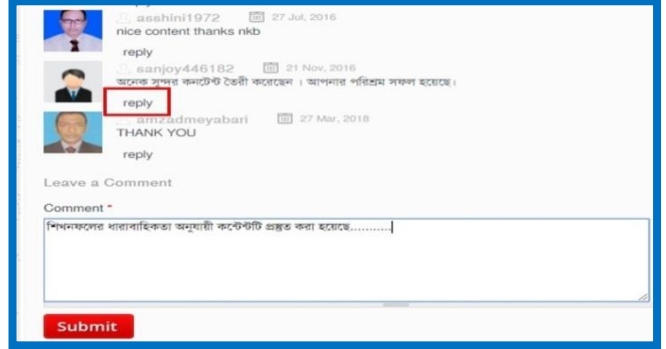 asshini1972 27 Jul, 2016
nice content thanks nkb
reply
sanjoy446182 21 Nov, 2016
অনেক সুন্দর কনটেন্ট তৈরী করেছেন । আপনার পরিশ্রম সফল হয়েছে।
reply
amzadmeyabari 27 Mar, 2018
THANK YOU
reply
Leave a Comment
Comment *
শিখনফলের ধারাবাহিকতা অনুযায়ী কন্টেন্টটি প্রস্তুত করা হয়েছে...........
Submit